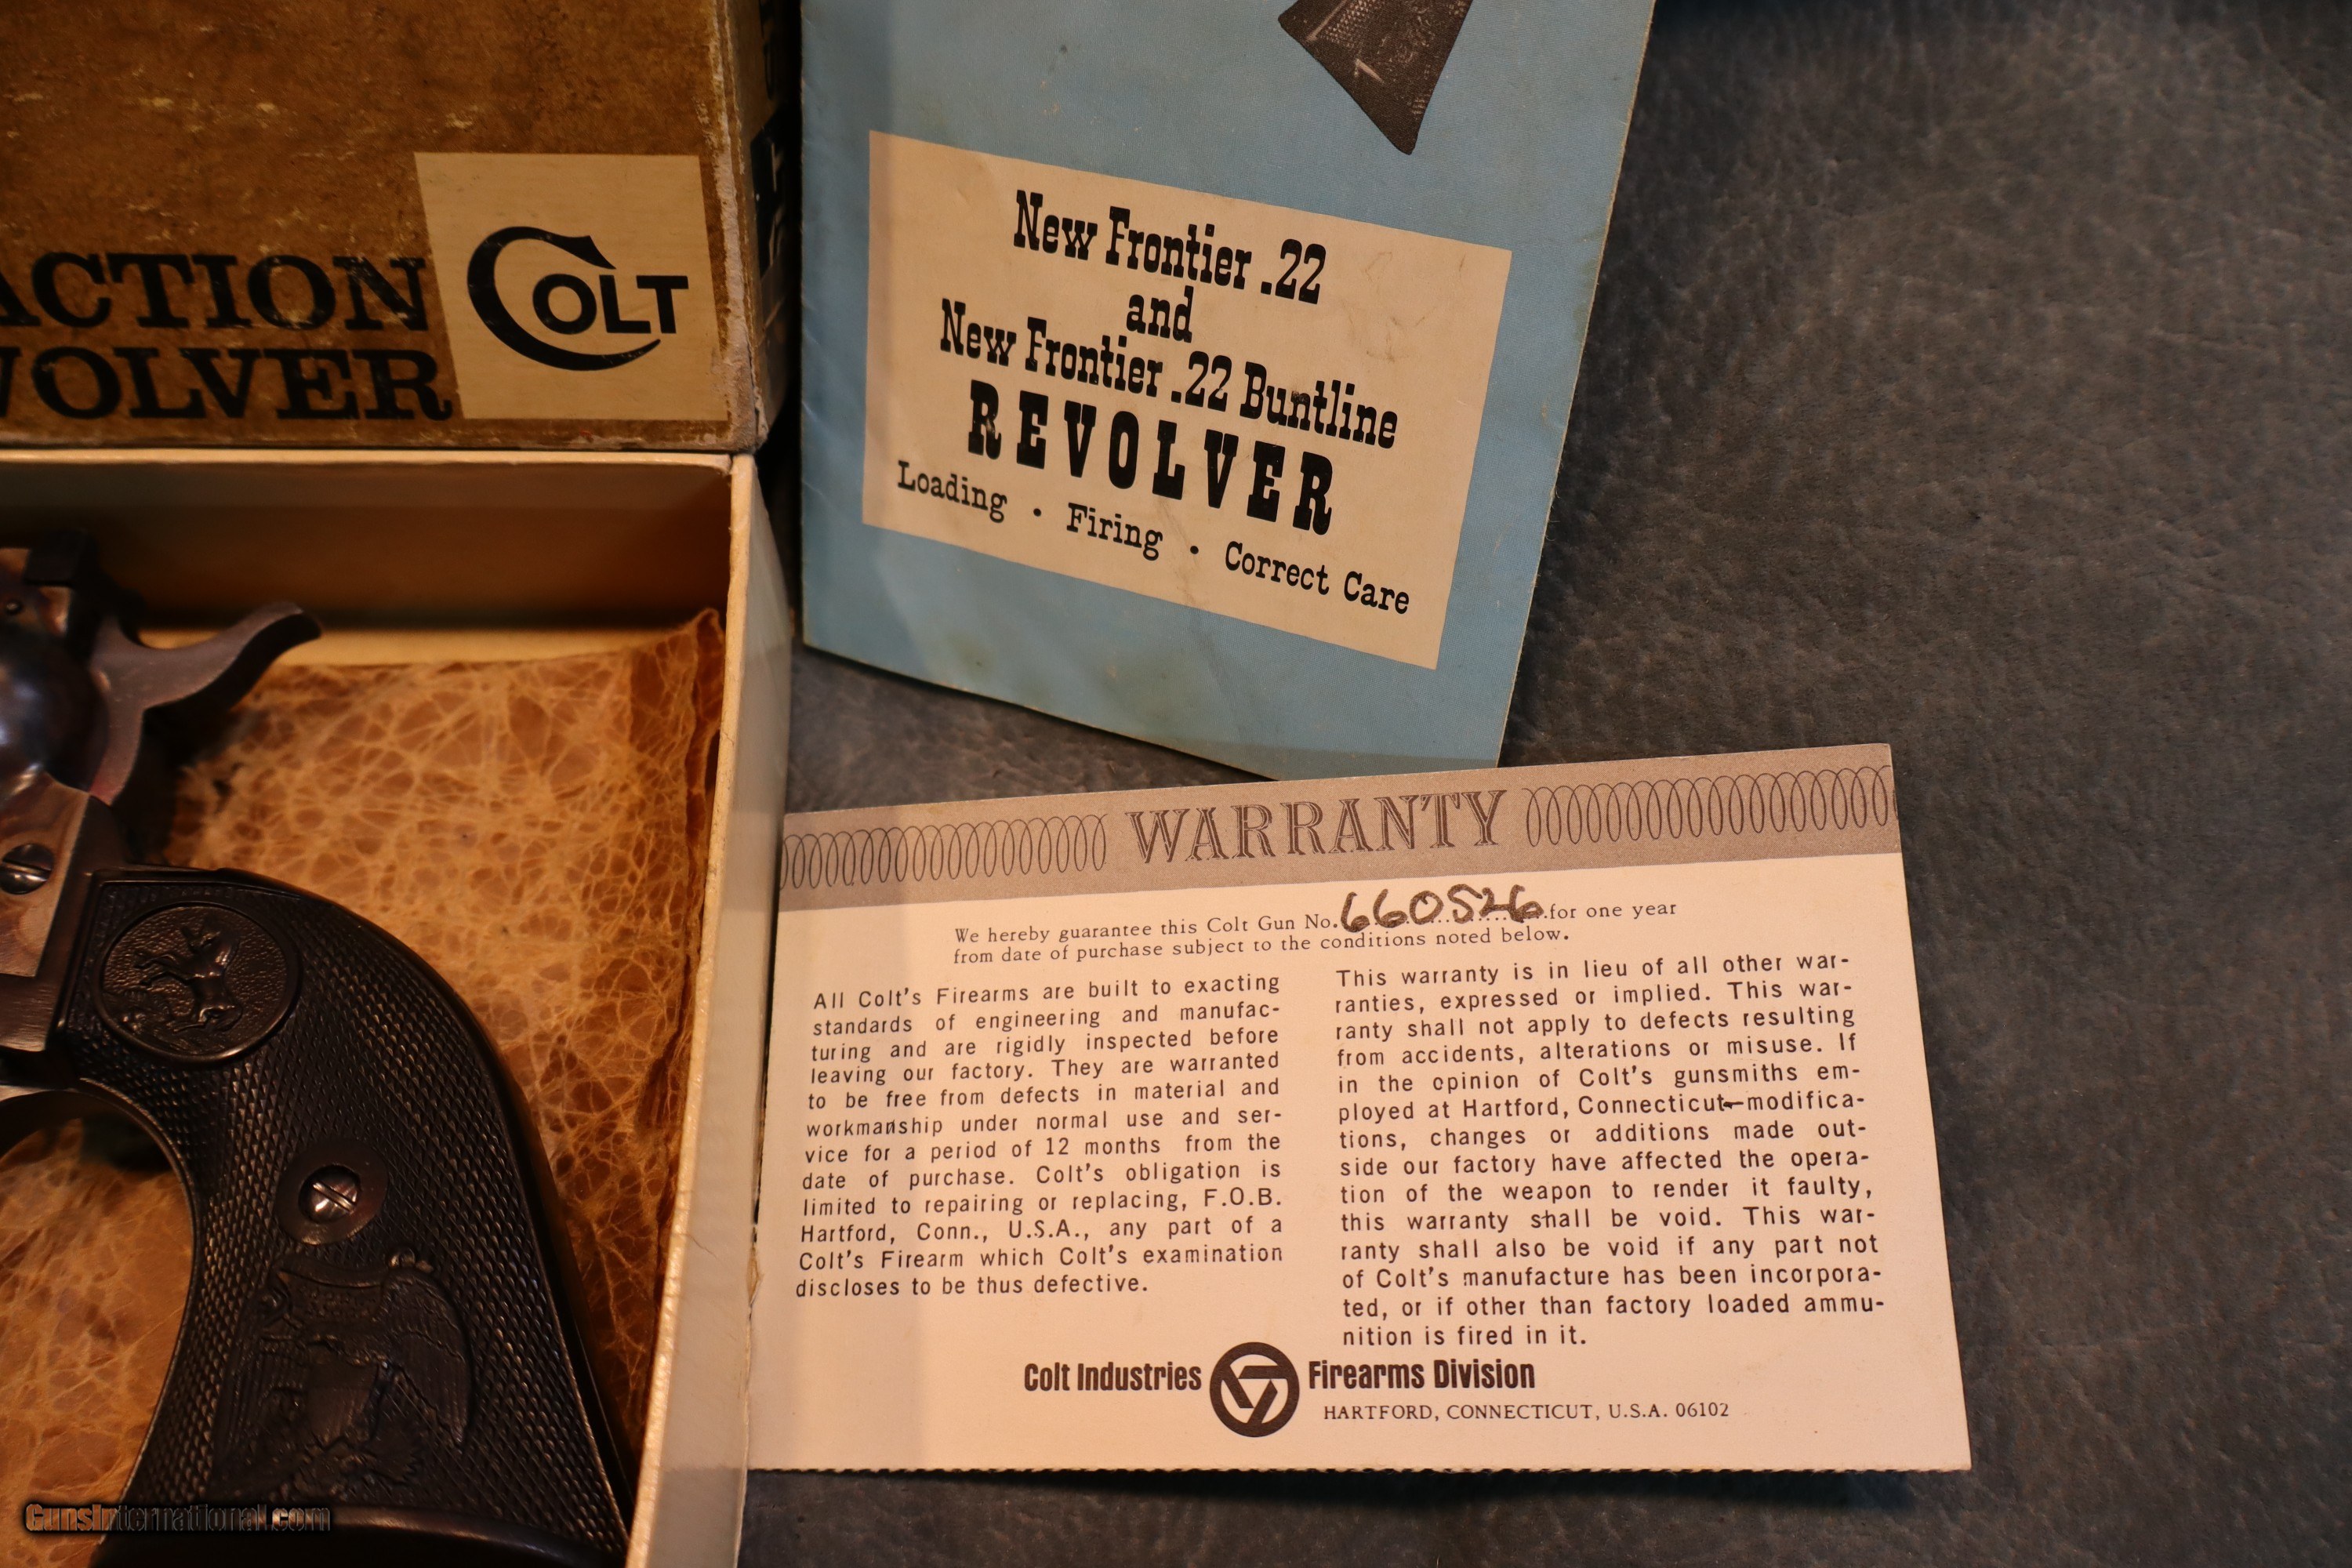 ACTION
VOLVER
COLT
New Frontier .22
and
New Frontier .22 Buntline
REVOLVER
Loading · Firing · Correct Care
WARRANTY
We hereby guarantee this Colt Gun No. 660526 for one year
from date of purchase subject to the conditions noted below.
All Colt's Firearms are built to exacting
standards of engineering and manufac-
turing and are rigidly inspected before
leaving our factory. They are warranted
to be free from defects in material and
workmanship under normal use and ser-
vice for a period of 12 months from the
date of purchase. Colt's obligation is
limited to repairing or replacing, F.O.B.
Hartford, Conn., U.S.A., any part of a
Colt's Firearm which Colt's examination
discloses to be thus defective.
This warranty is in lieu of all other war-
ranties, expressed or implied. This war-
ranty shall not apply to defects resulting
from accidents, alterations or misuse. If
in the opinion of Colt's gunsmiths em-
ployed at Hartford, Connecticut—modifica-
tions, changes or additions made out-
side our factory have affected the opera-
tion of the weapon to render it faulty,
this warranty shall be void. This war-
ranty shall also be void if any part not
of Colt's manufacture has been incorpora-
ted, or if other than factory loaded ammu-
nition is fired in it.
Colt Industries Firearms Division
HARTFORD, CONNECTICUT, U.S.A. 06102
GunsInternational.com